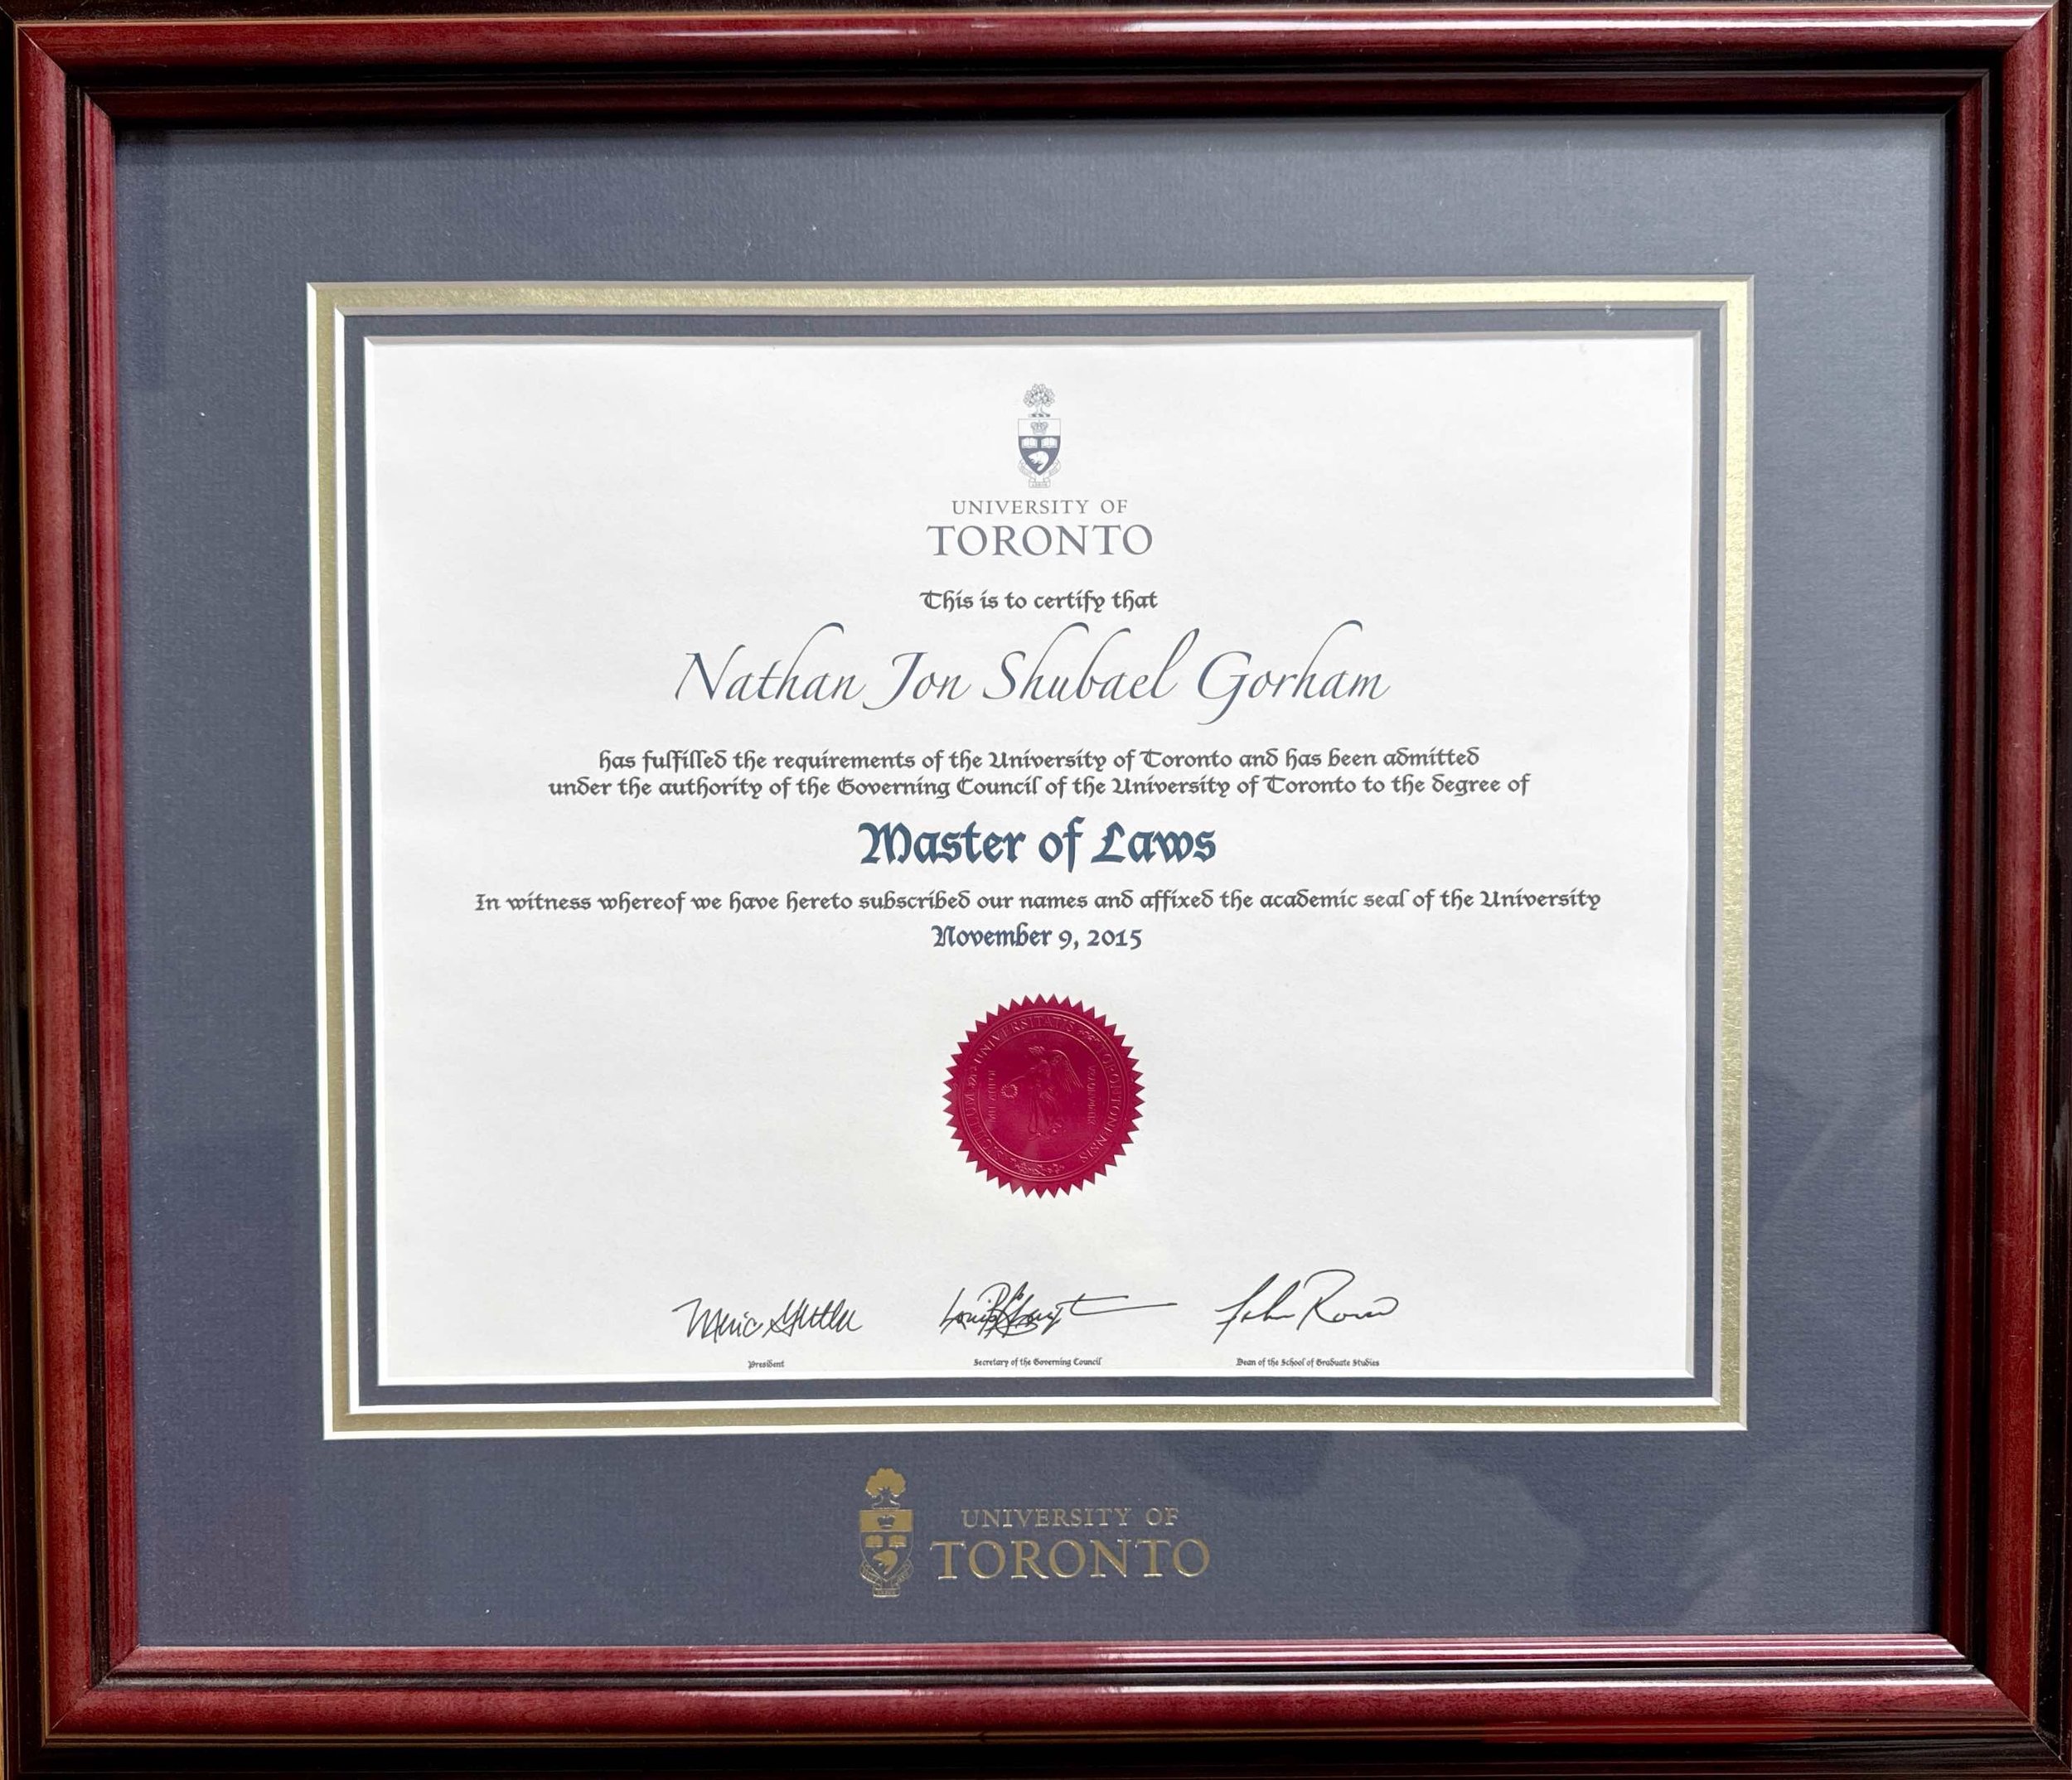 UNIVERSITY OF
TORONTO
This is to certify that
Nathan Jon Shubael Gorham
has fulfilled the requirements of the University of Toronto and has been admitted
under the authority of the Governing Council of the University of Toronto to the degree of
Master of Laws
In witness whereof we have hereto subscribed our names and affixed the academic seal of the University
November 9, 2015
SIGILLUM UNIVERSITATIS TORONTONENSIS
President
Secretary of the Governing Council
Dean of the School of Graduate Studies
UNIVERSITY OF
TORONTO